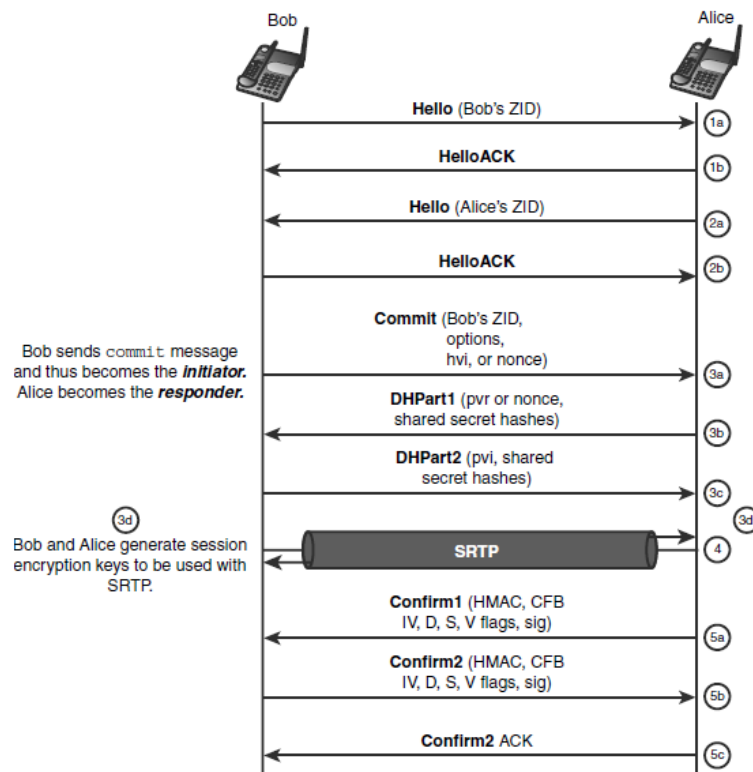 Bob
Alice
Hello (Bob's ZID)
1a
HelloACK
1b
Hello (Alice's ZID)
2a
HelloACK
2b
Commit (Bob's ZID,
options,
hvi, or nonce)
3a
Bob sends commit message
and thus becomes the initiator.
Alice becomes the responder.
DHPart1 (pvr or nonce,
shared secret hashes)
3b
DHPart2 (pvi, shared
secret hashes)
3c
3d
3d
Bob and Alice generate session
encryption keys to be used with
SRTP.
SRTP
4
Confirm1 (HMAC, CFB
IV, D, S, V flags, sig)
5a
Confirm2 (HMAC, CFB
IV, D, S, V flags, sig)
5b
Confirm2 ACK
5c